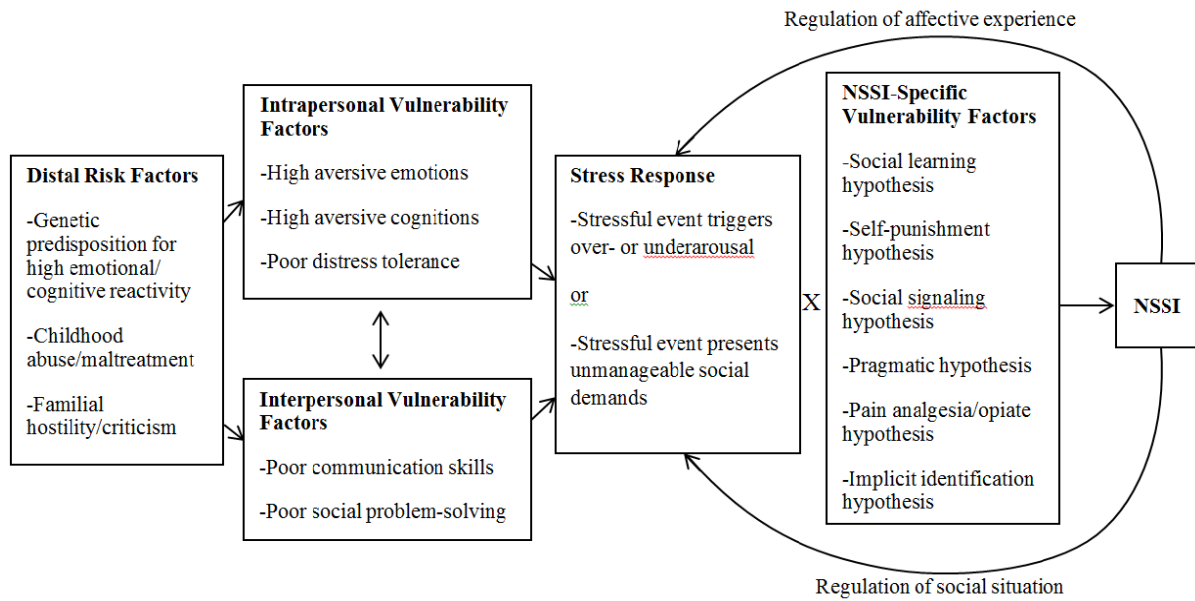 Regulation of affective experience
Distal Risk Factors
-Genetic
predisposition for
high emotional/
cognitive reactivity
-Childhood
abuse/maltreatment
-Familial
hostility/criticism
Intrapersonal Vulnerability
Factors
-High aversive emotions
-High aversive cognitions
-Poor distress tolerance
Interpersonal Vulnerability
Factors
-Poor communication skills
-Poor social problem-solving
Stress Response
-Stressful event triggers
over- or underarousal
or
-Stressful event presents
unmanageable social
demands
X
NSSI-Specific
Vulnerability Factors
-Social learning
hypothesis
-Self-punishment
hypothesis
-Social signaling
hypothesis
-Pragmatic hypothesis
-Pain analgesia/opiate
hypothesis
-Implicit identification
hypothesis
NSSI
Regulation of social situation